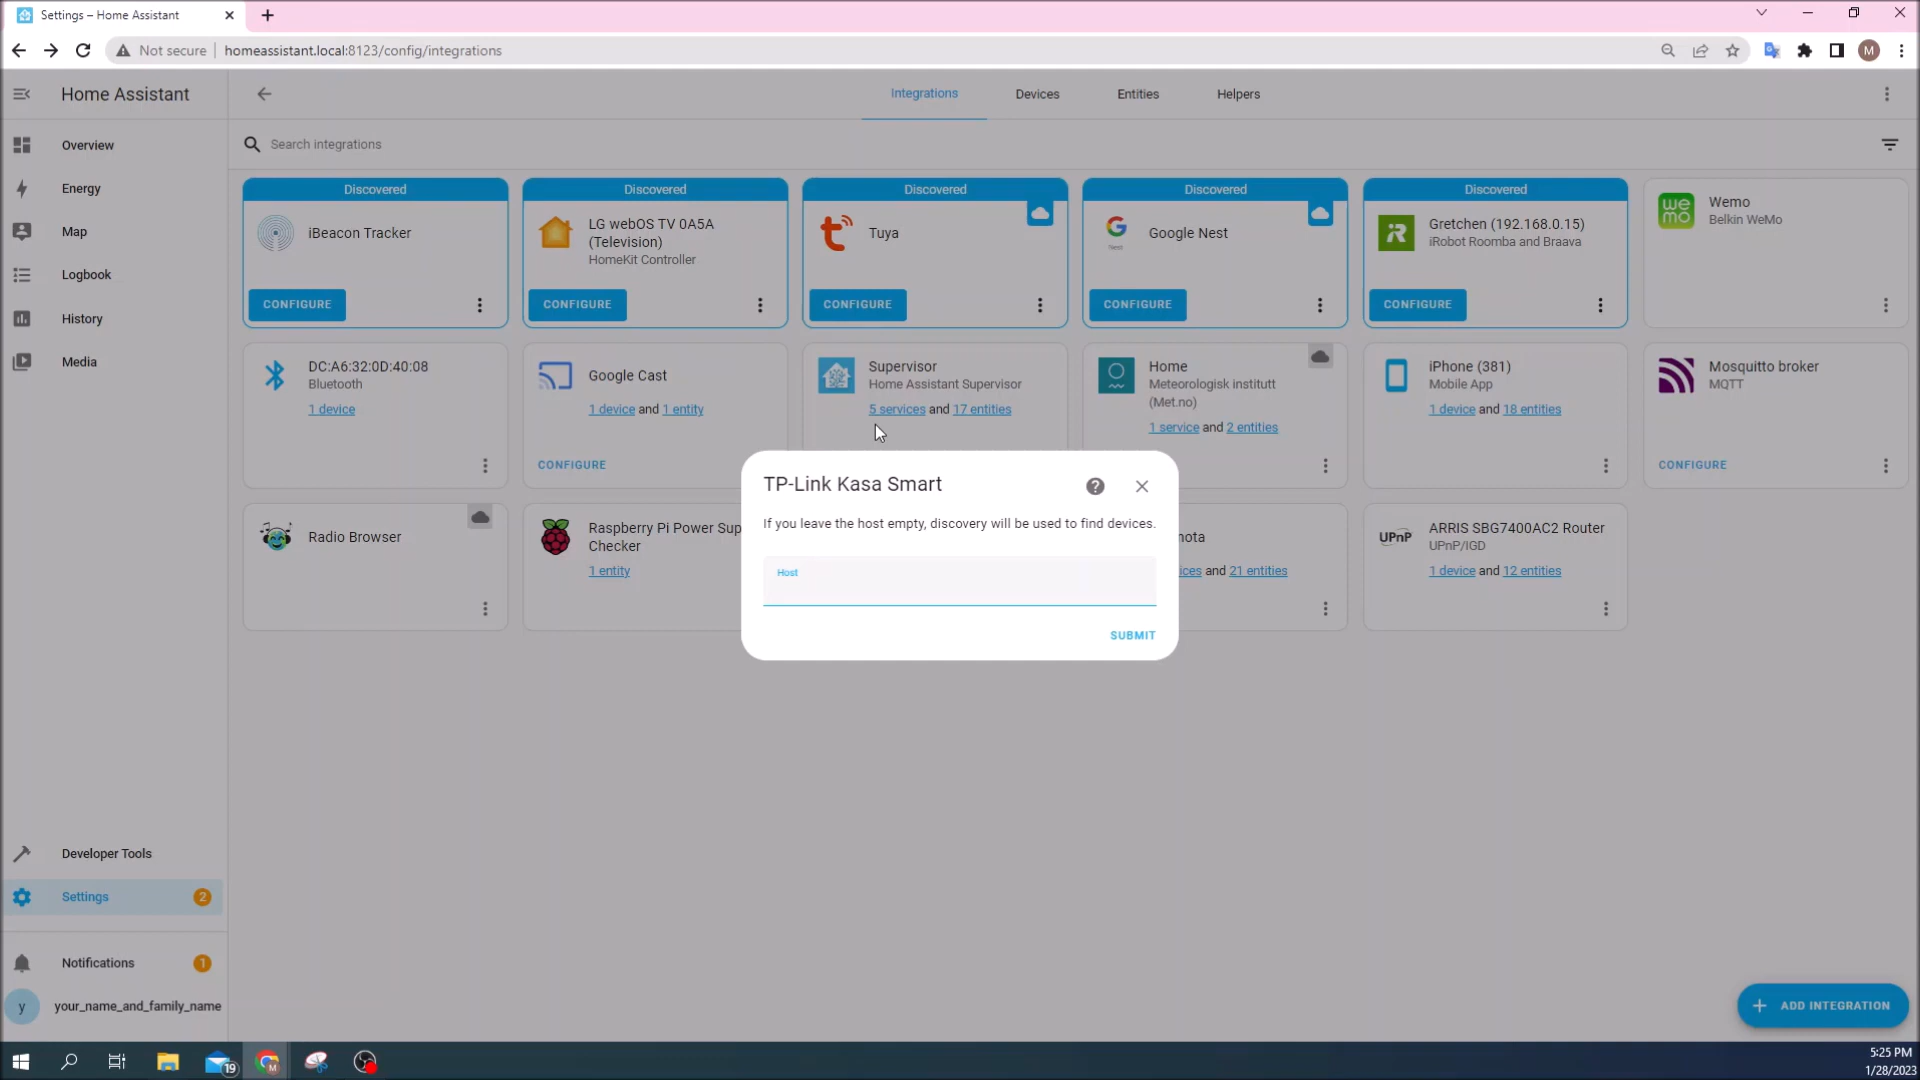 Settings – Home Assistant
Not secure
homeassistant.local:8123/config/integrations
M
Home Assistant
Integrations
Devices
Entities
Helpers
Overview
Energy
Map
Logbook
History
Media
Search integrations
Discovered
iBeacon Tracker
CONFIGURE
Discovered
LG webOS TV 0A5A
(Television)
HomeKit Controller
CONFIGURE
Discovered
Tuya
CONFIGURE
Discovered
Google Nest
CONFIGURE
Discovered
Gretchen (192.168.0.15)
iRobot Roomba and Braava
CONFIGURE
we
mo
Wemo
Belkin WeMo
DC:A6:32:0D:40:08
Bluetooth
1 device
Google Cast
1 device and 1 entity
CONFIGURE
Supervisor
Home Assistant Supervisor
5 services and 17 entities
Home
Meteorologisk institutt
(Met.no)
1 service and 2 entities
iPhone (381)
Mobile App
1 device and 18 entities
Mosquitto broker
MQTT
CONFIGURE
Radio Browser
Raspberry Pi Power Sup
Checker
1 entity
nota
ices and 21 entities
UPnP
ARRIS SBG7400AC2 Router
UPnP/IGD
1 device and 12 entities
TP-Link Kasa Smart
If you leave the host empty, discovery will be used to find devices.
Host
SUBMIT
Developer Tools
Settings
2
Notifications
1
y
your_name_and_family_name
ADD INTEGRATION
19
M
5:25 PM
1/28/2023